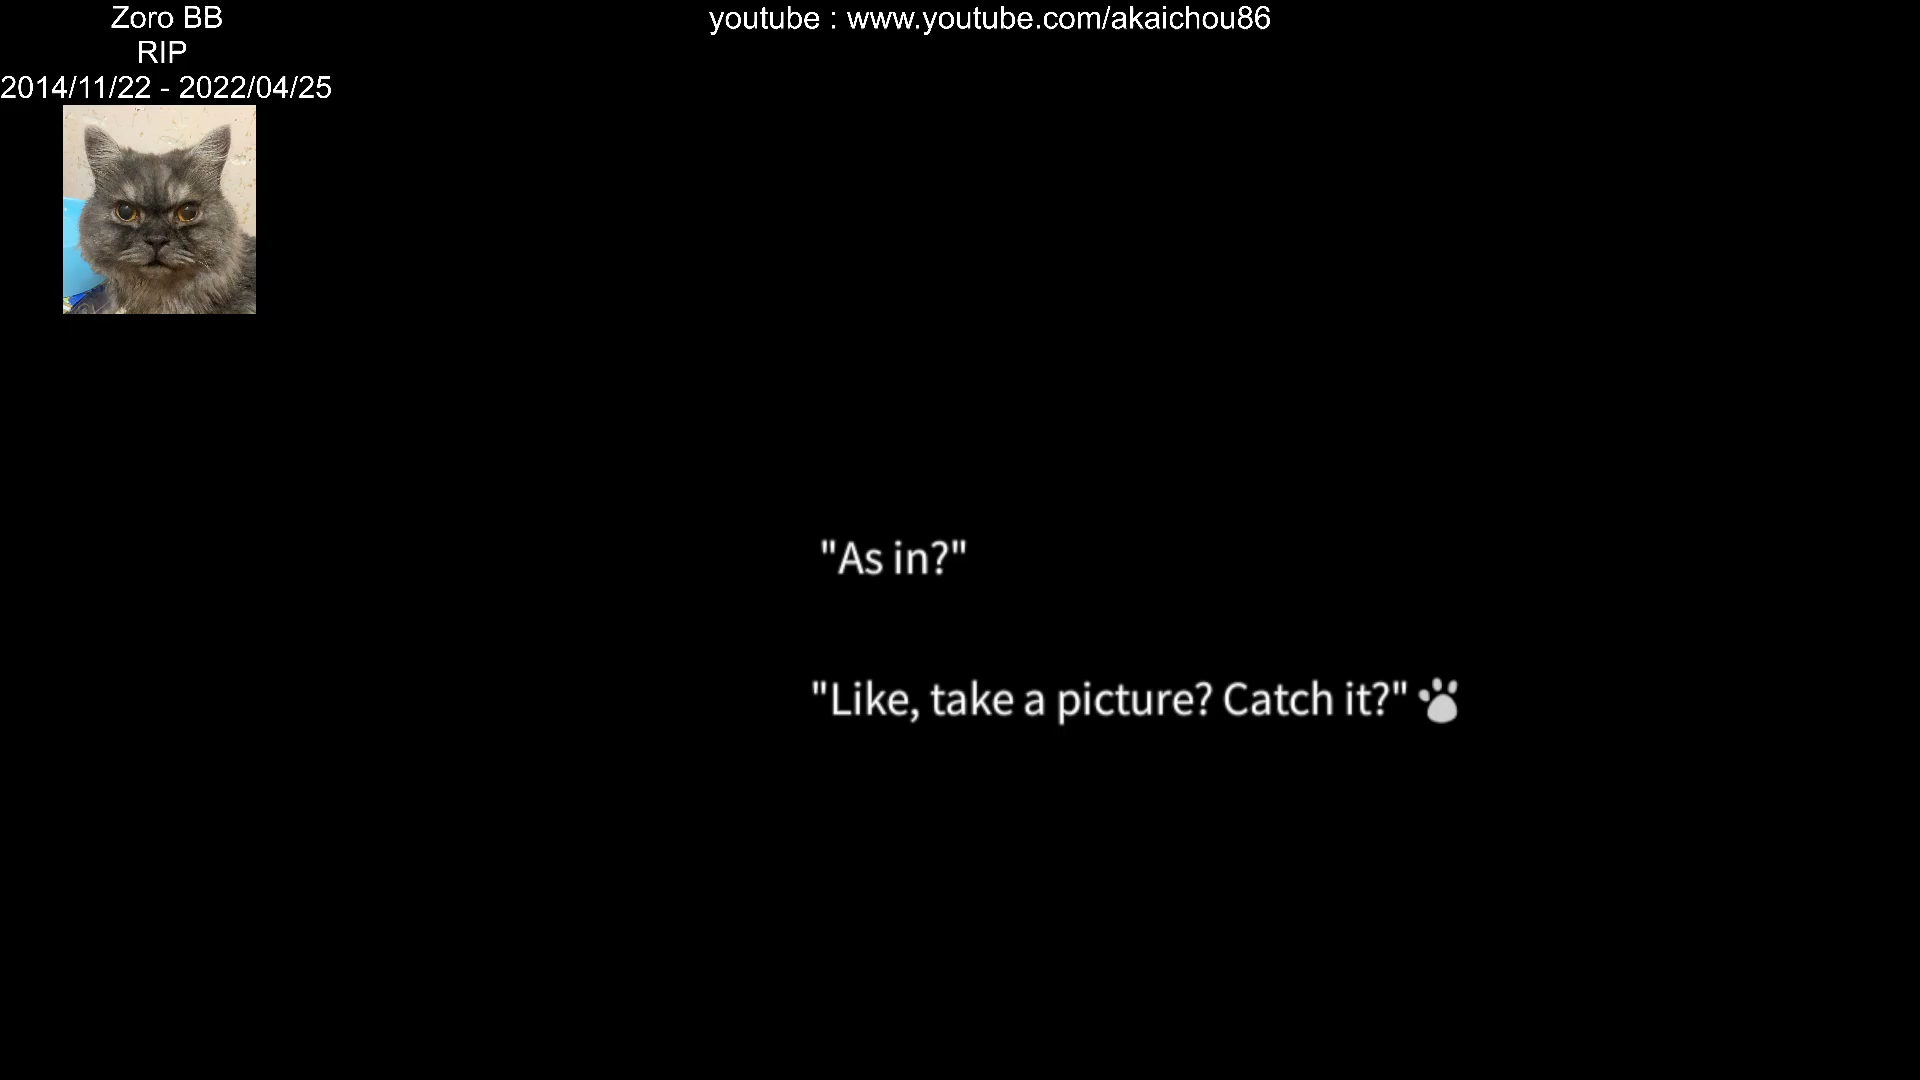 Zoro BB
RIP
2014/11/22 - 2022/04/25
youtube : www.youtube.com/akaichou86
"As in?"
"Like, take a picture? Catch it?"